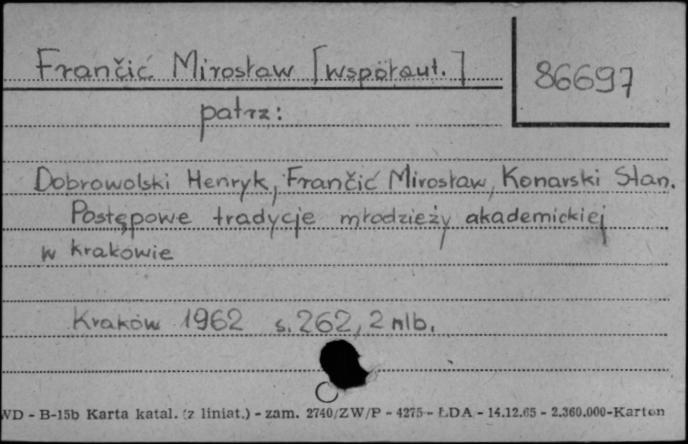 Frančić Mirosław [współaut.]
86697
patrz:
Dobrowolski Henryk, Frančić Mirosław, Konarski Stan.
Postępowe tradycje młodzieży akademickiej
w Krakowie
Kraków 1962 s. 262, 2 nlb.
WD - B-15b Karta katal. (z liniat.) - zam. 2740/ZW/P - 4275 - ŁDA - 14.12.65 - 2.360.000-Karton